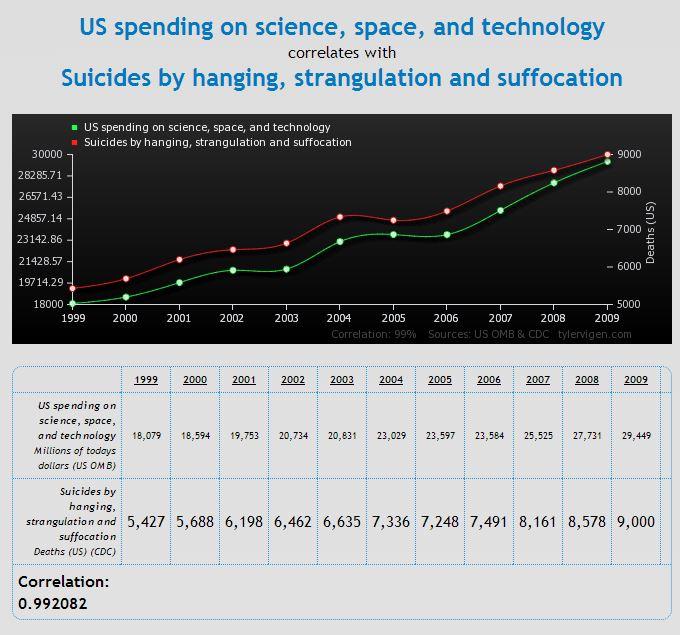 US spending on science, space, and technology
correlates with
Suicides by hanging, strangulation and suffocation
US spending on science, space, and technology
Suicides by hanging, strangulation and suffocation
30000
28285.71
26571.43
24857.14
23142.86
21428.57
19714.29
18000
9000
8000
7000
6000
5000
Deaths (US)
1999 2000 2001 2002 2003 2004 2005 2006 2007 2008 2009
Correlation: 99% Sources: US OMB & CDC tylervigen.com
1999 2000 2001 2002 2003 2004 2005 2006 2007 2008 2009
US spending on
science, space,
and technology
Millions of todays
dollars (US OMB)
18,079 18,594 19,753 20,734 20,831 23,029 23,597 23,584 25,525 27,731 29,449
Suicides by
hanging,
strangulation and
suffocation
Deaths (US) (CDC)
5,427 5,688 6,198 6,462 6,635 7,336 7,248 7,491 8,161 8,578 9,000
Correlation:
0.992082